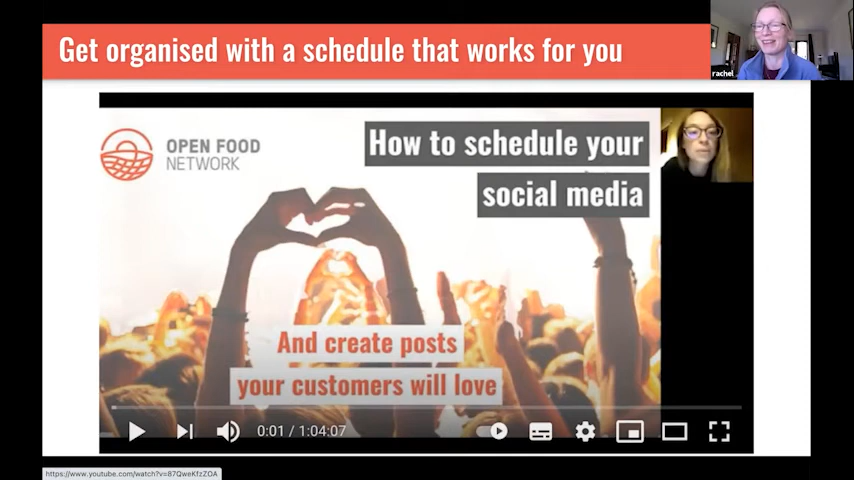 Get organised with a schedule that works for you
rachel
OPEN FOOD
NETWORK
How to schedule your
social media
And create posts
your customers will love
0:01 / 1:04:07
https://www.youtube.com/watch?v=87QweKfzZOA